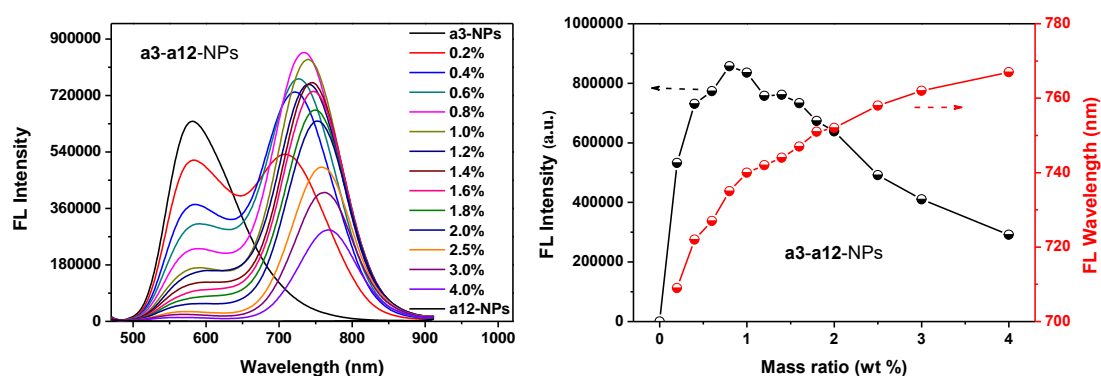 a3-a12-NPs
FL Intensity
900000
720000
540000
360000
180000
0
500 600 700 800 900 1000
Wavelength (nm)
a3-NPs
0.2%
0.4%
0.6%
0.8%
1.0%
1.2%
1.4%
1.6%
1.8%
2.0%
2.5%
3.0%
4.0%
a12-NPs
FL Intensity (a.u.)
1000000
800000
600000
400000
200000
0
0 1 2 3 4
Mass ratio (wt %)
a3-a12-NPs
780
760
740
720
700
FL Wavelength (nm)